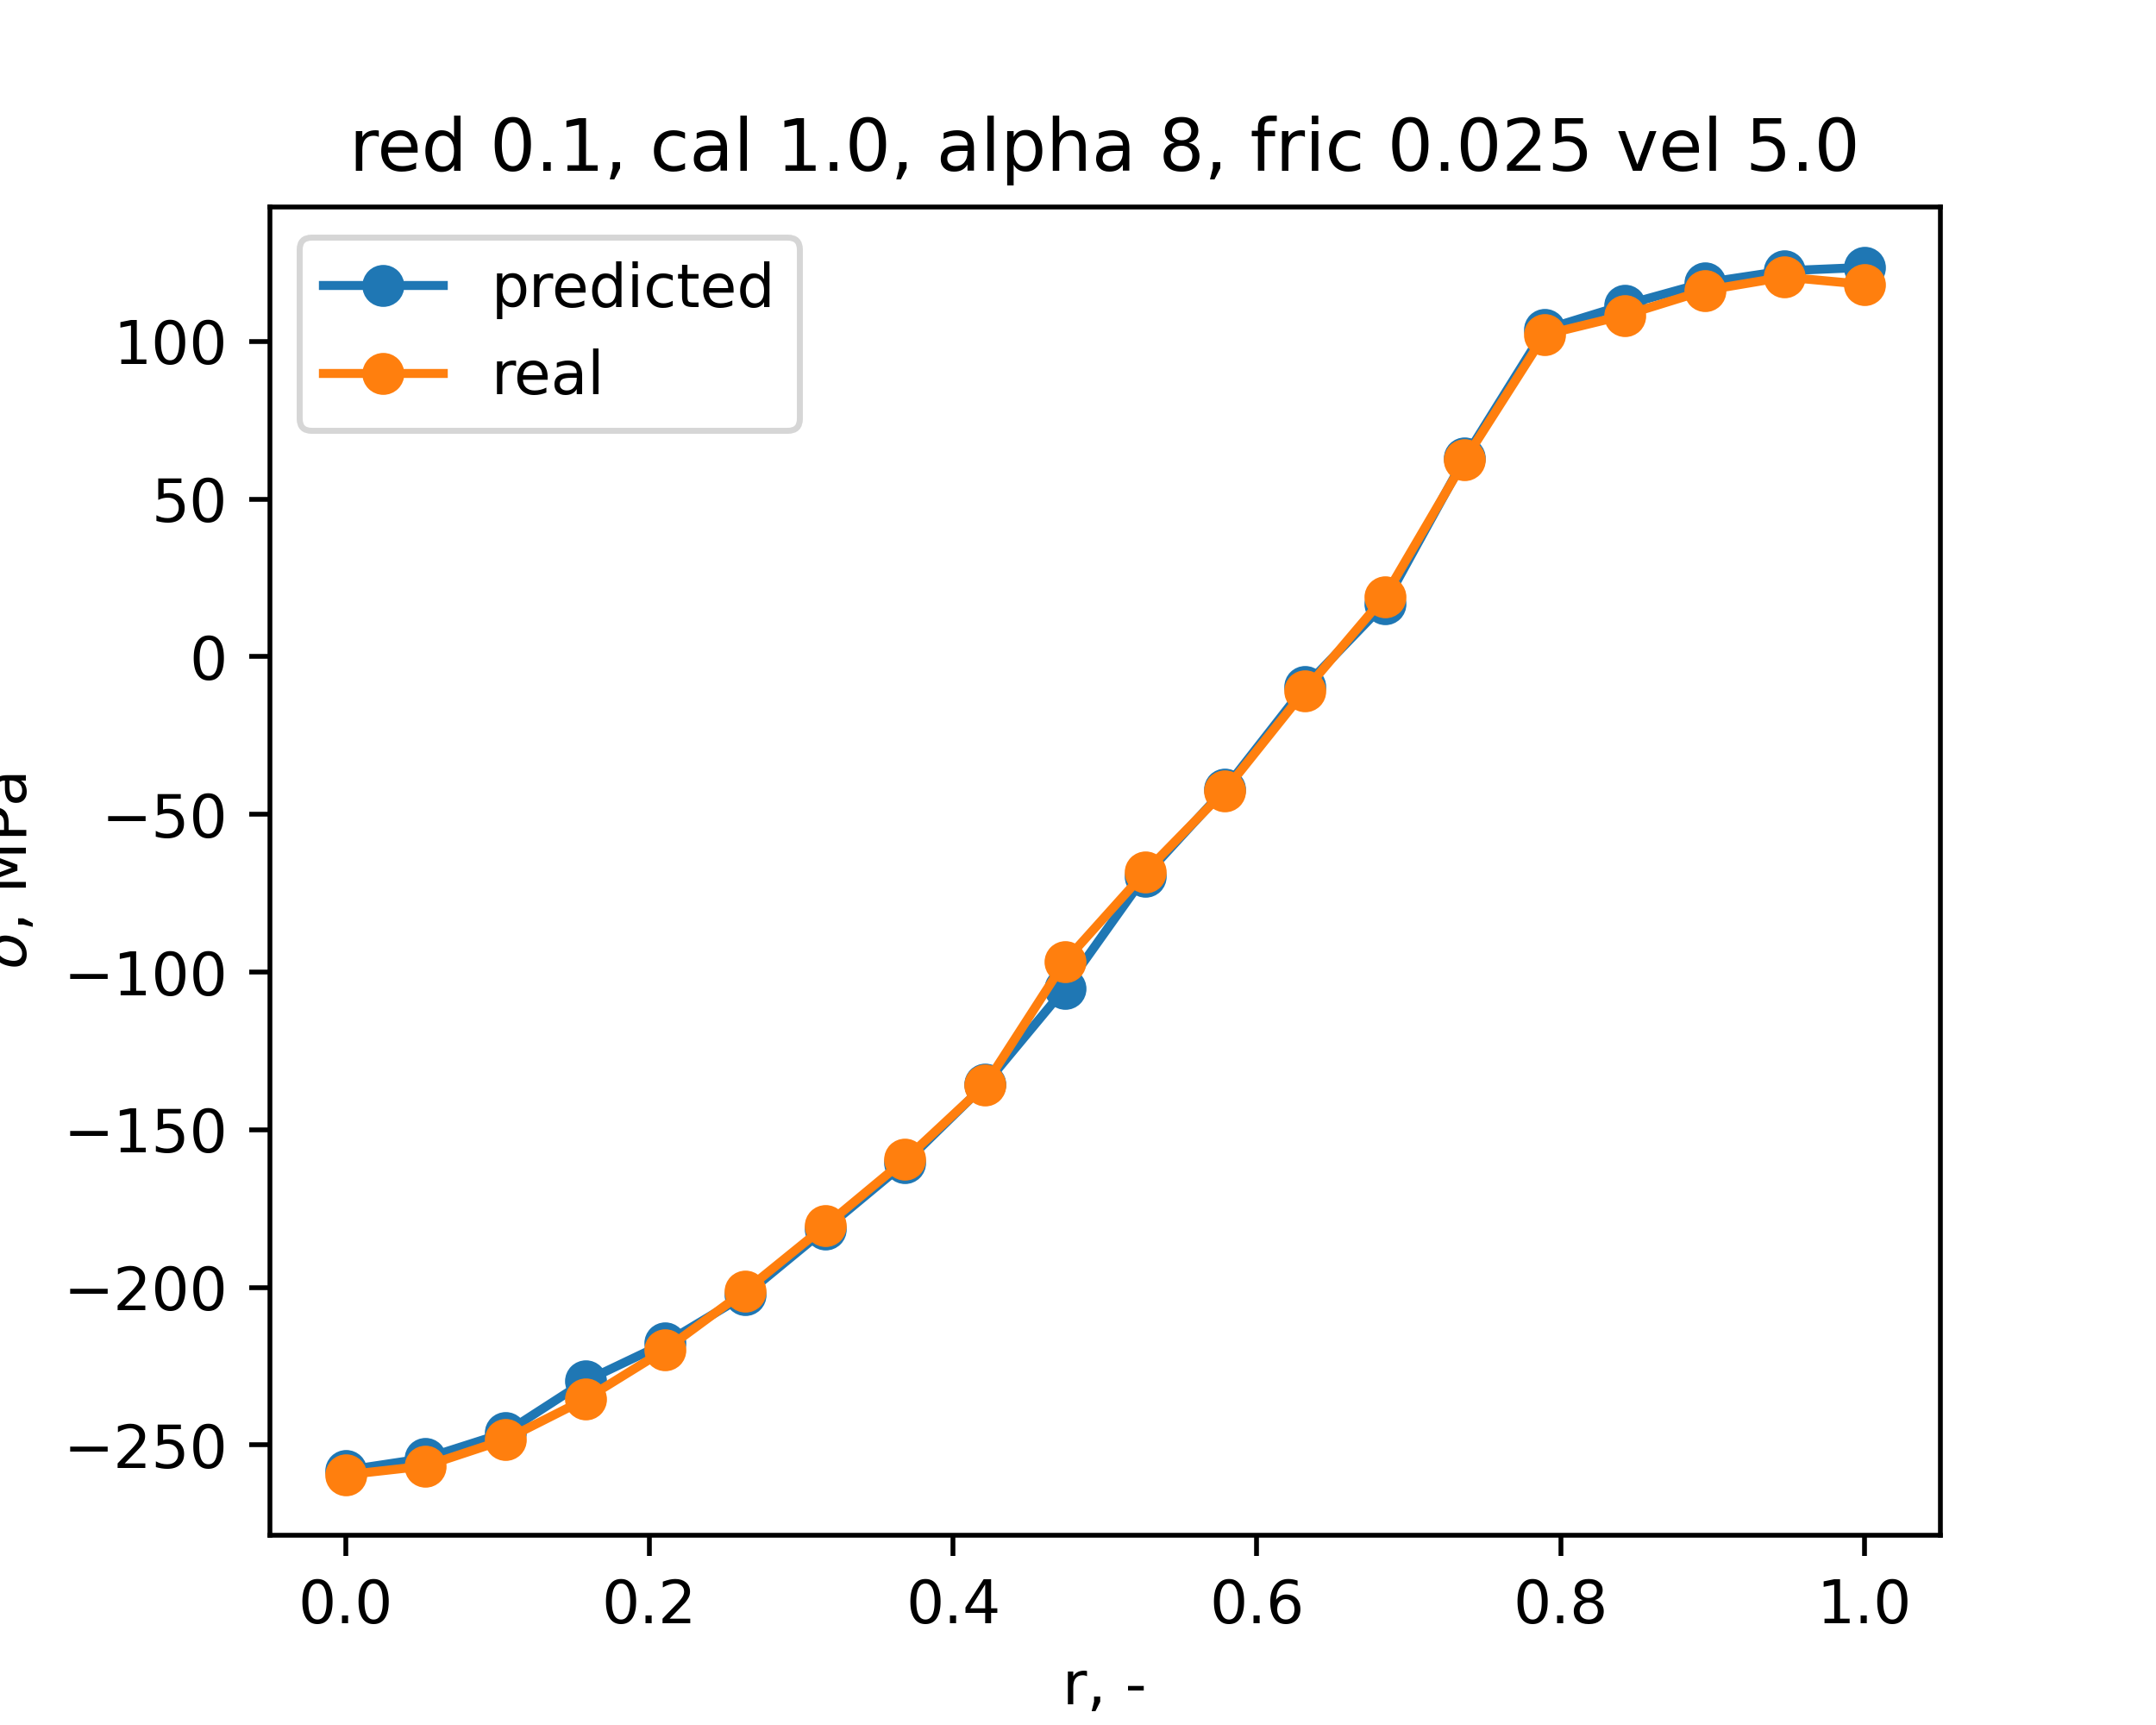 red 0.1, cal 1.0, alpha 8, fric 0.025 vel 5.0
predicted
real
100
50
0
−50
−100
−150
−200
−250
, MPa
0.0 0.2 0.4 0.6 0.8 1.0
r, -